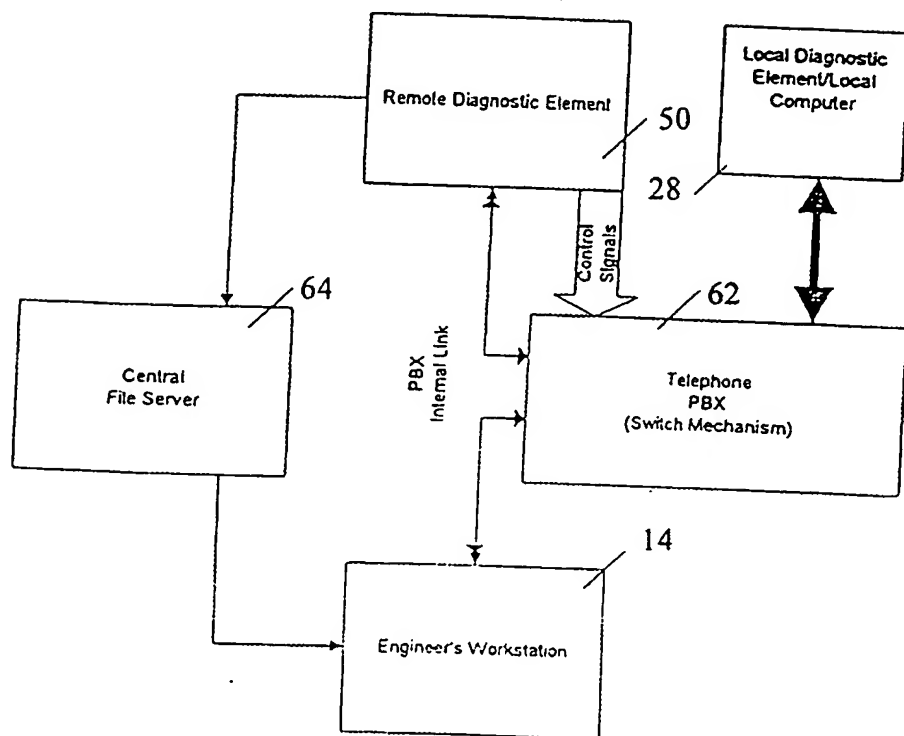 Remote Diagnostic Element
50
Local Diagnostic
Element/Local
Computer
28
Control
Signals
64
Central
File Server
PBX
Internal Link
62
Telephone
PBX
(Switch Mechanism)
14
Engineer's Workstation